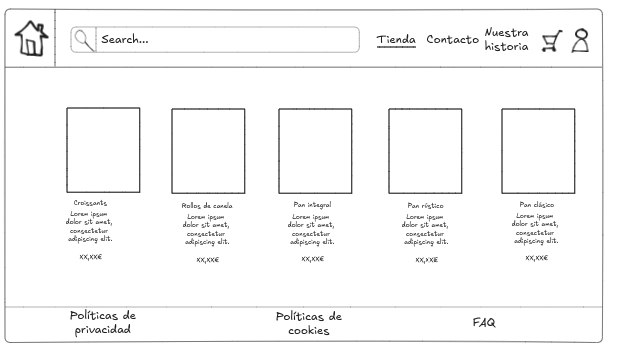 Search...
Tienda
Contacto
Nuestra
historia
Croissants
Lorem ipsum
dolor sit amet,
consectetur
adipiscing elit.
xx,xx€
Rollos de canela
Lorem ipsum
dolor sit amet,
consectetur
adipiscing elit.
xx,xx€
Pan integral
Lorem ipsum
dolor sit amet,
consectetur
adipiscing elit.
xx,xx€
Pan rústico
Lorem ipsum
dolor sit amet,
consectetur
adipiscing elit.
xx,xx€
Pan clásico
Lorem ipsum
dolor sit amet,
consectetur
adipiscing elit.
xx,xx€
Políticas de
privacidad
Políticas de
cookies
FAQ